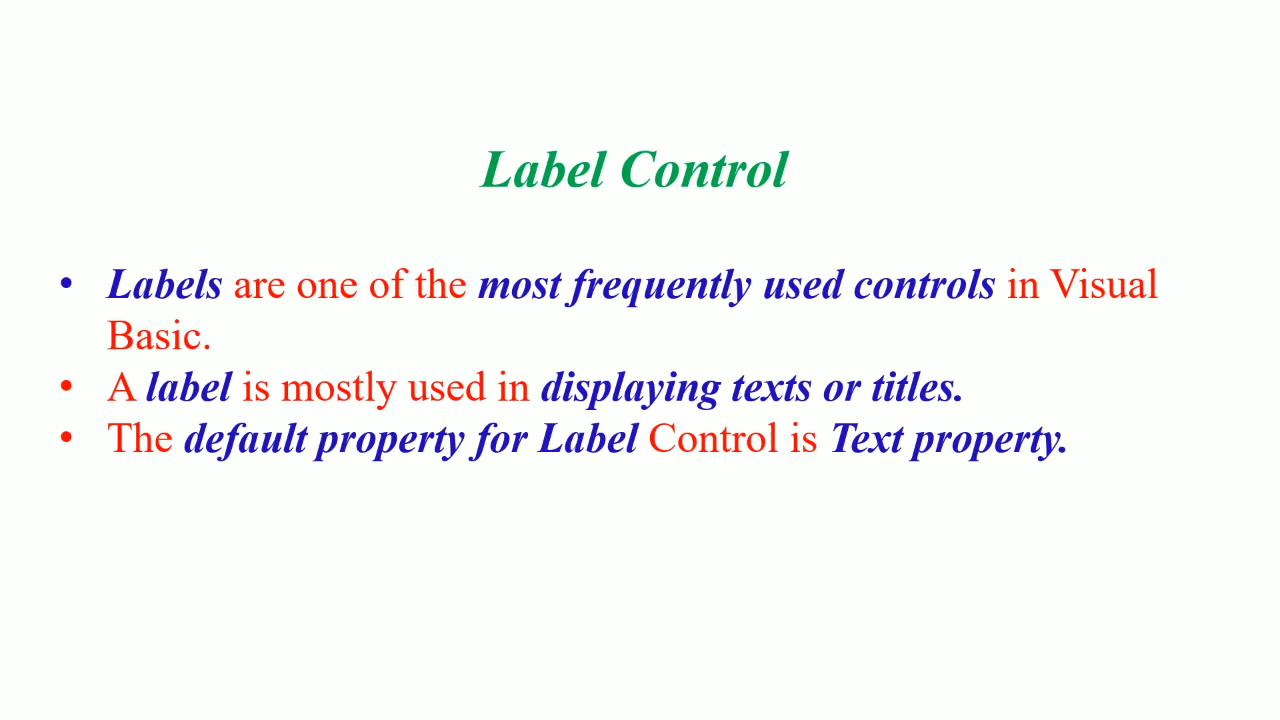 Label Control
• Labels are one of the most frequently used controls in Visual
Basic.
• A label is mostly used in displaying texts or titles.
• The default property for Label Control is Text property.